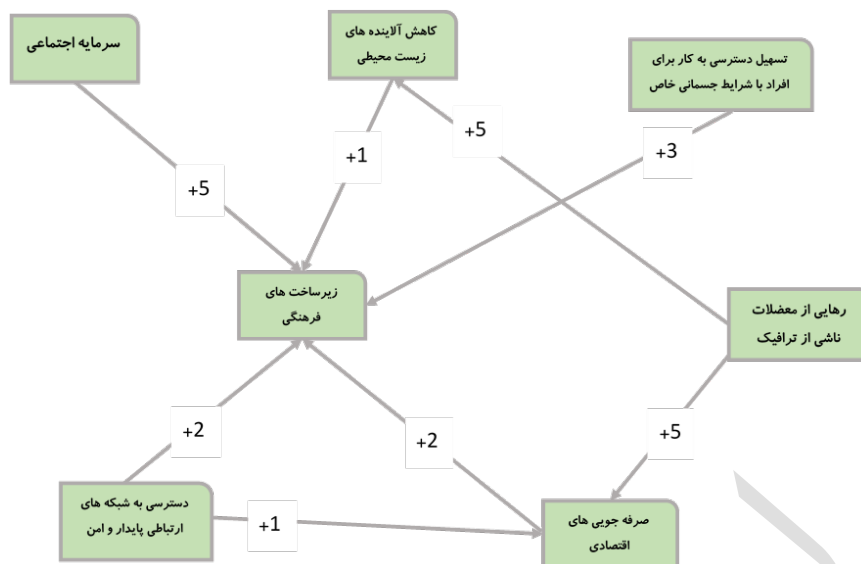 سرمایه اجتماعی
کاهش آلاینده های
زیست محیطی
تسهیل دسترسی به کار برای
افراد با شرایط جسمانی خاص
+5
+1
+5
+3
زیرساخت های
فرهنگی
رهایی از معضلات
ناشی از ترافیک
+2
+2
+5
دسترسی به شبکه های
ارتباطی پایدار و امن
+1
صرفه جویی های
اقتصادی